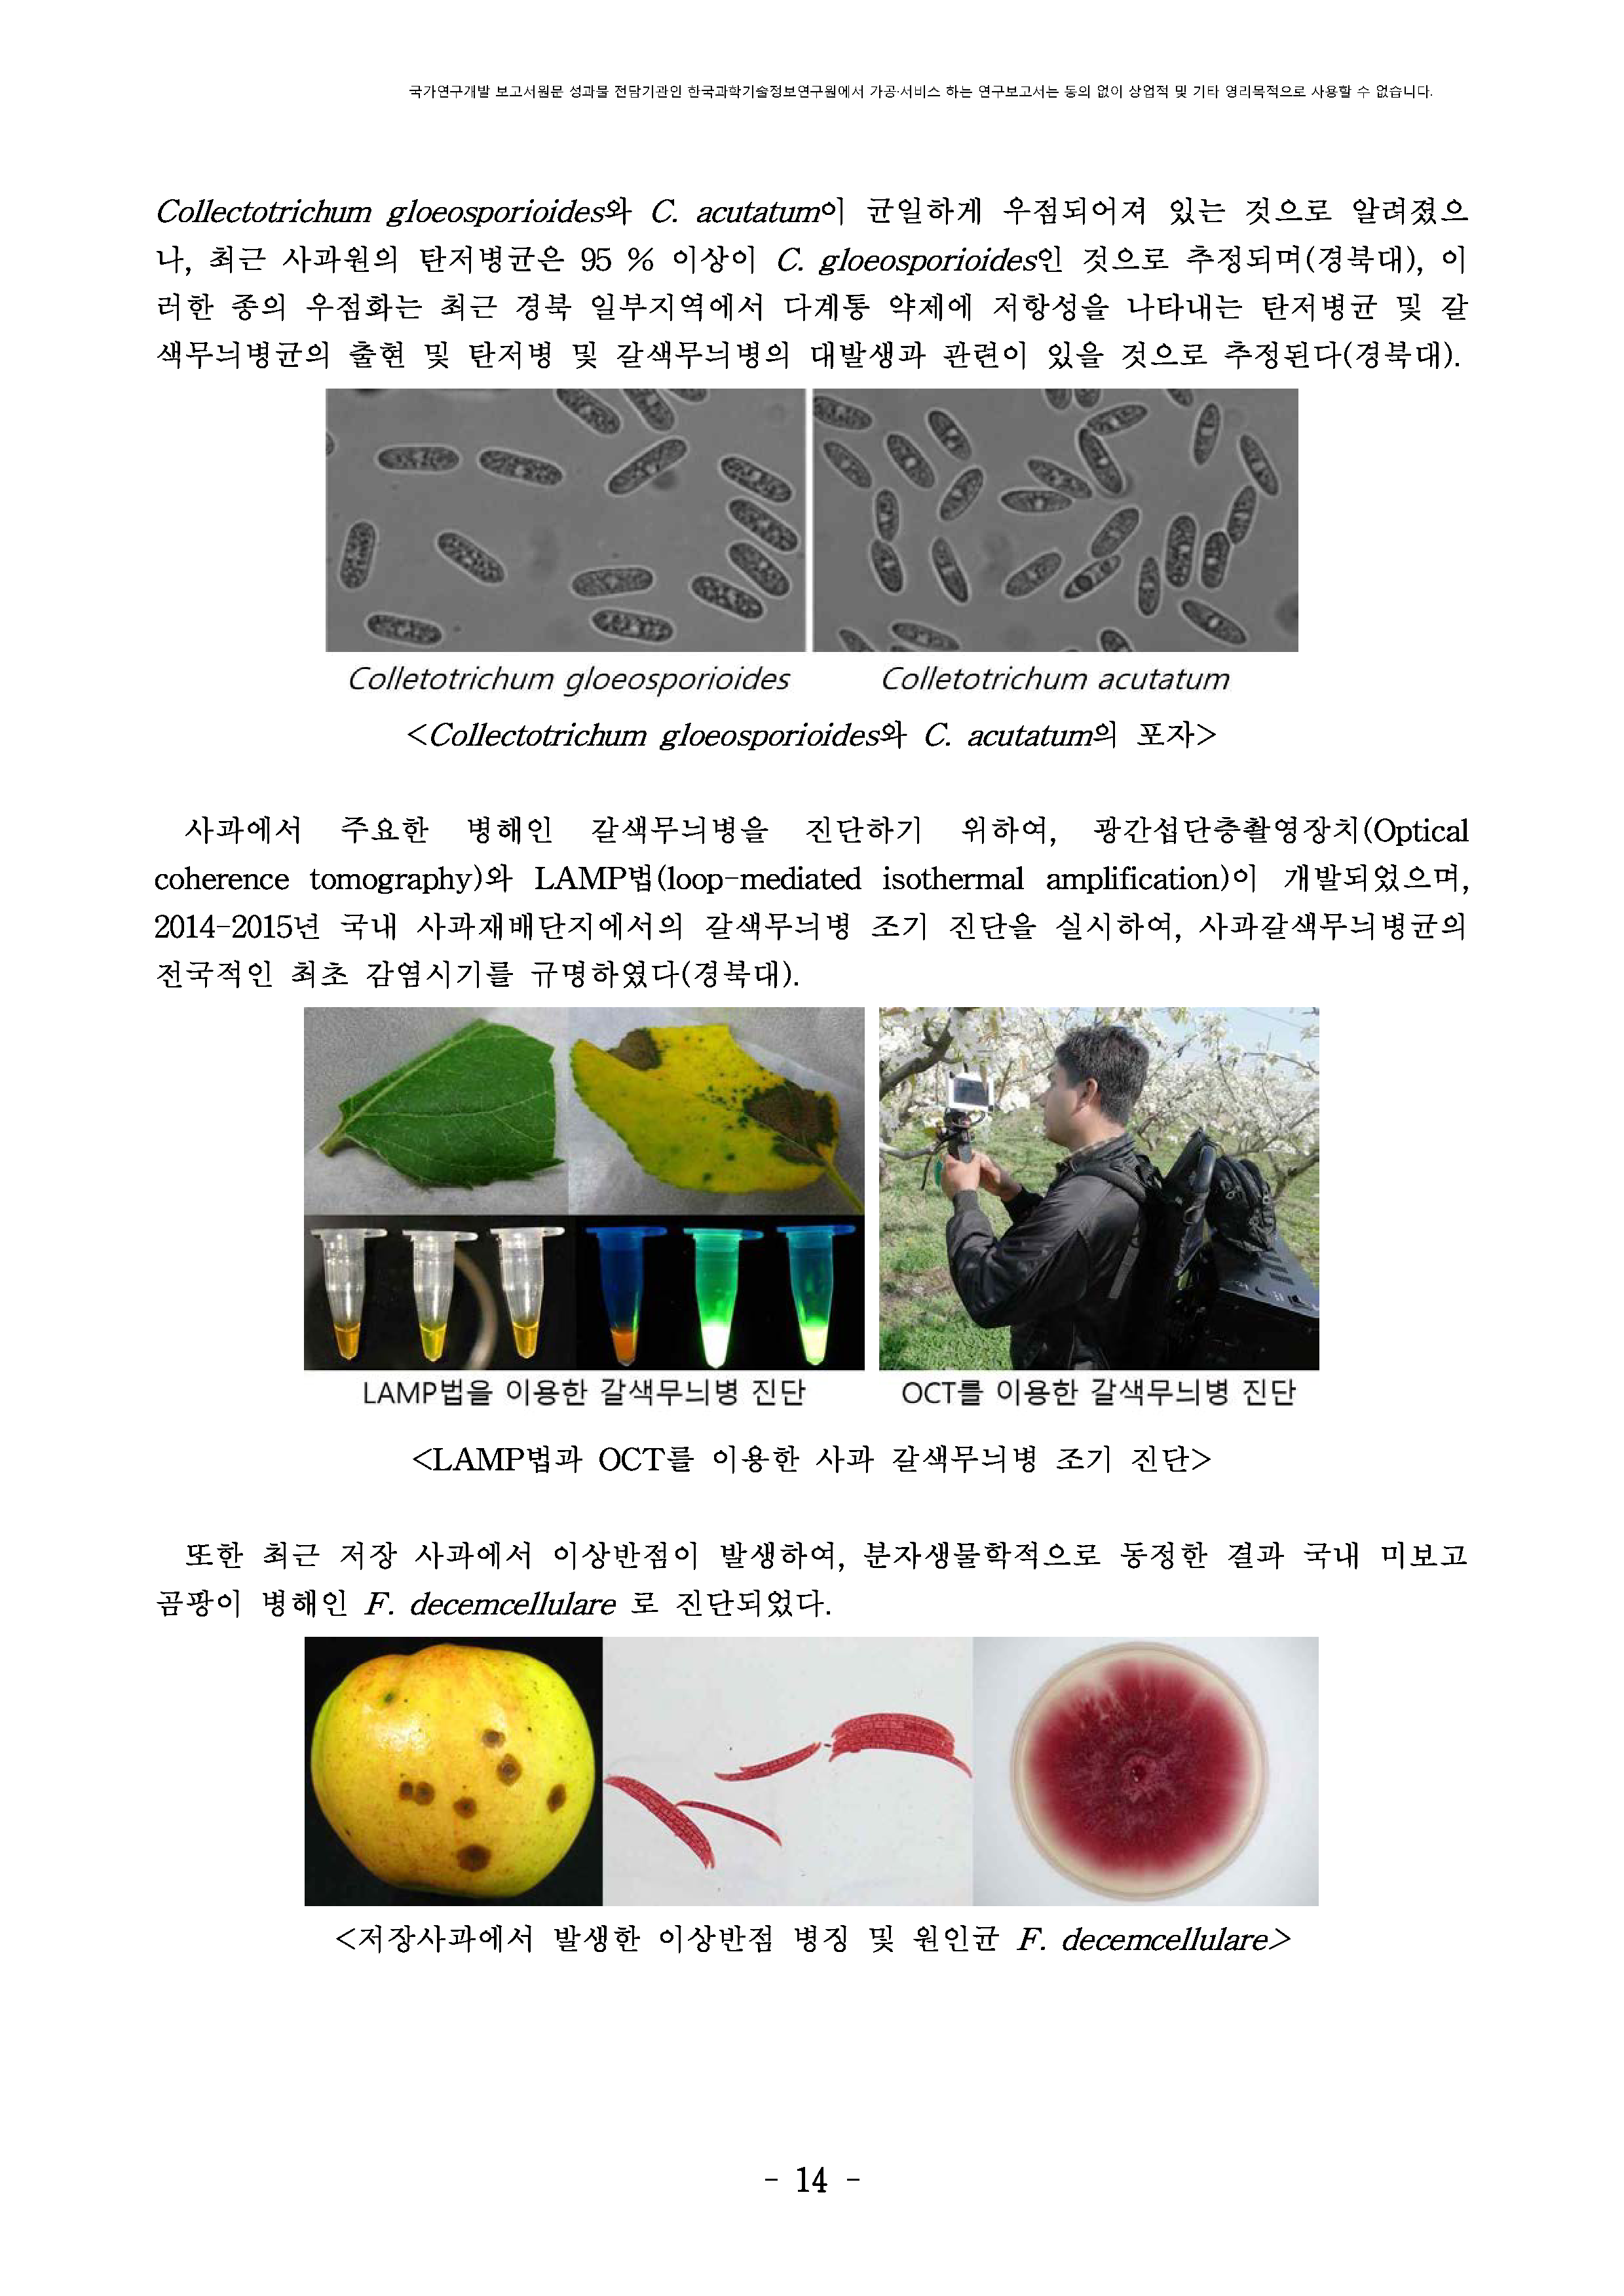 국가연구개발 보고서원문 성과물 전담기관인 한국과학기술정보연구원에서 가공·서비스 하는 연구보고서는 동의 없이 상업적 및 기타 영리목적으로 사용할 수 없습니다.
Collectotrichum gloeosporioides와 C. acutatum이 균일하게 우점되어져 있는 것으로 알려졌으
나, 최근 사과원의 탄저병균은 95 % 이상이 C. gloeosporioides인 것으로 추정되며(경북대), 이
러한 종의 우점화는 최근 경북 일부지역에서 다계통 약제에 저항성을 나타내는 탄저병균 및 갈
색무늬병균의 출현 및 탄저병 및 갈색무늬병의 대발생과 관련이 있을 것으로 추정된다(경북대).
Colletotrichum gloeosporioides Colletotrichum acutatum
<Collectotrichum gloeosporioides와 C. acutatum의 포자>
사과에서 주요한 병해인 갈색무늬병을 진단하기 위하여, 광간섭단층촬영장치(Optical
coherence tomography)와 LAMP법(loop-mediated isothermal amplification)이 개발되었으며,
2014-2015년 국내 사과재배단지에서의 갈색무늬병 조기 진단을 실시하여, 사과갈색무늬병균의
전국적인 최초 감염시기를 규명하였다(경북대).
LAMP법을 이용한 갈색무늬병 진단 OCT를 이용한 갈색무늬병 진단
<LAMP법과 OCT를 이용한 사과 갈색무늬병 조기 진단>
또한 최근 저장 사과에서 이상반점이 발생하여, 분자생물학적으로 동정한 결과 국내 미보고
곰팡이 병해인 F. decemcellulare 로 진단되었다.
<저장사과에서 발생한 이상반점 병징 및 원인균 F. decemcellulare>
- 14 -